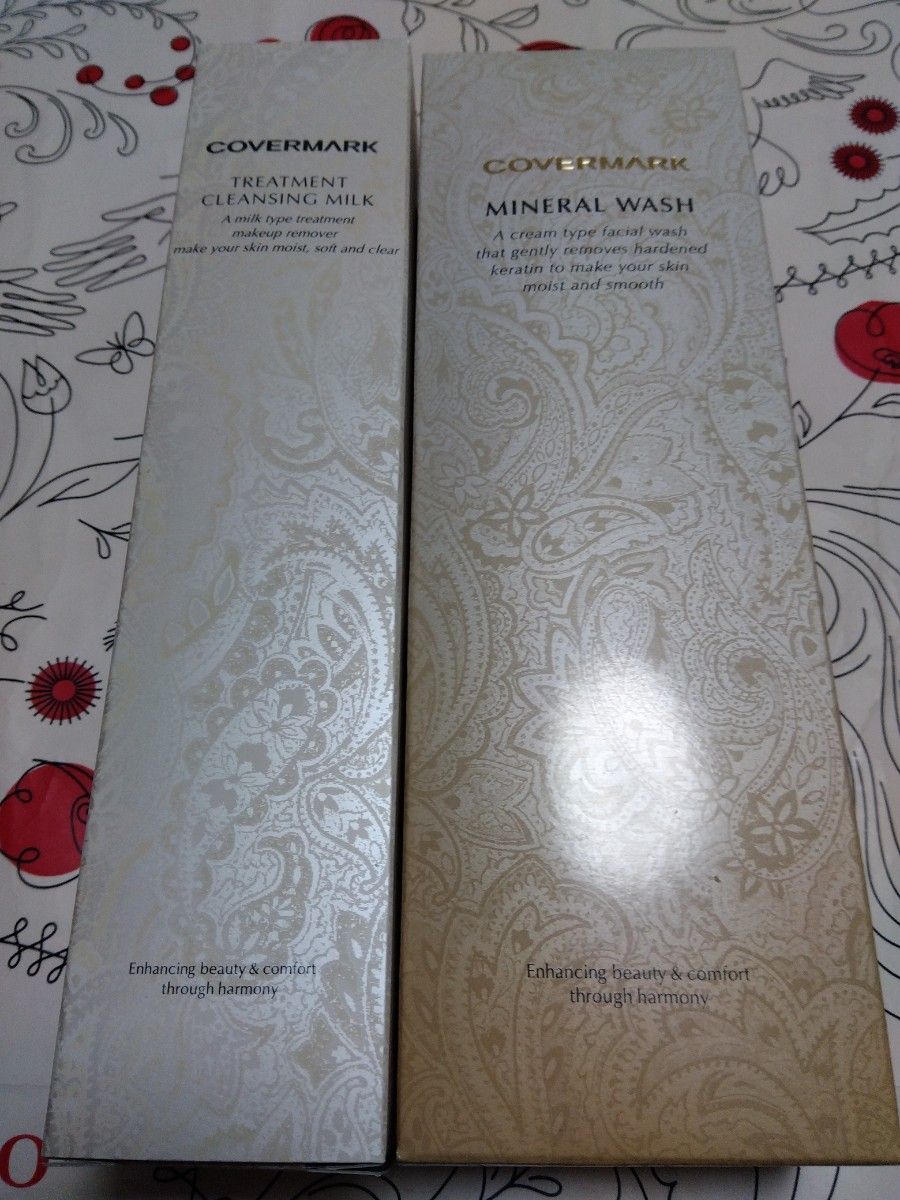 COVERMARK
TREATMENT
CLEANSING MILK
A milk type treatment
makeup remover
make your skin moist, soft and clear
Enhancing beauty & comfort
through harmony
COVERMARK
MINERAL WASH
A cream type facial wash
that gently removes hardened
keratin to make your skin
moist and smooth
Enhancing beauty & comfort
through harmony